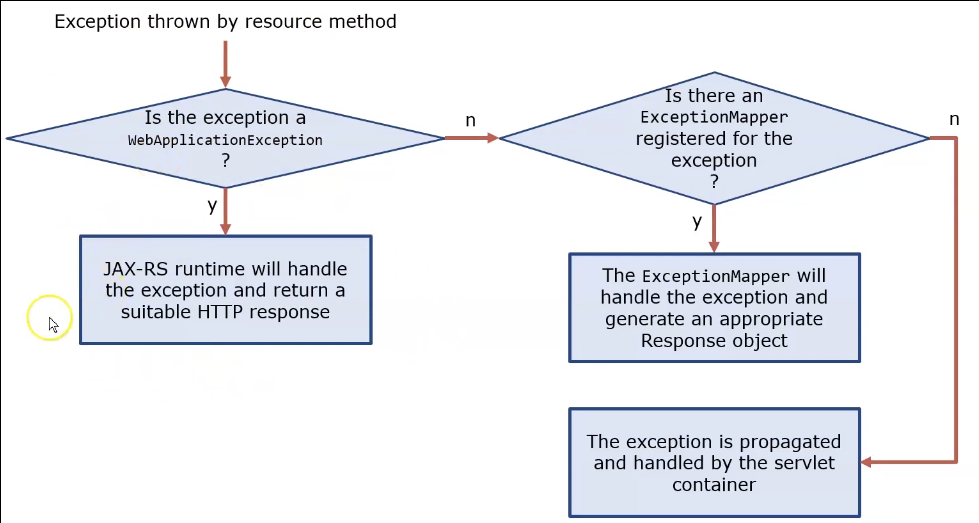 Exception thrown by resource method
Is the exception a
WebApplicationException
?
n
y
JAX-RS runtime will handle
the exception and return a
suitable HTTP response
Is there an
ExceptionMapper
registered for the
exception
?
n
y
The ExceptionMapper will
handle the exception and
generate an appropriate
Response object
The exception is propagated
and handled by the servlet
container